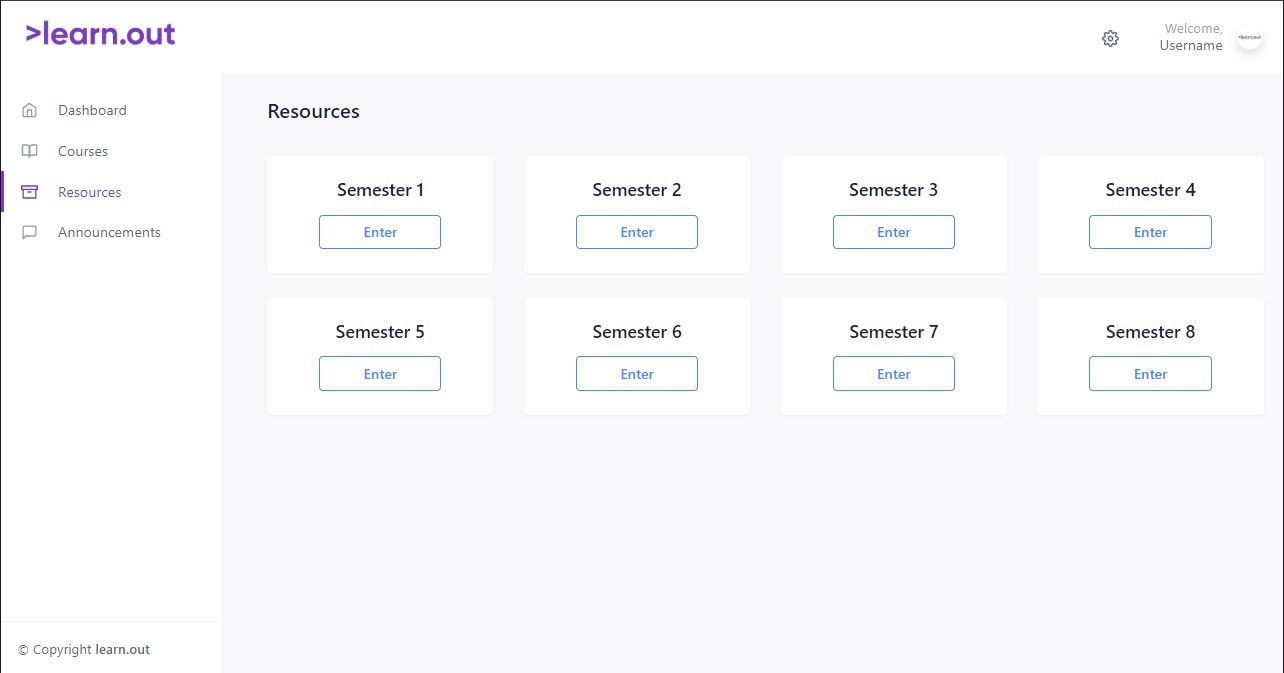 >learn.out
Welcome,
Username
>learn.out
Dashboard
Courses
Resources
Announcements
Resources
Semester 1
Enter
Semester 2
Enter
Semester 3
Enter
Semester 4
Enter
Semester 5
Enter
Semester 6
Enter
Semester 7
Enter
Semester 8
Enter
© Copyright learn.out